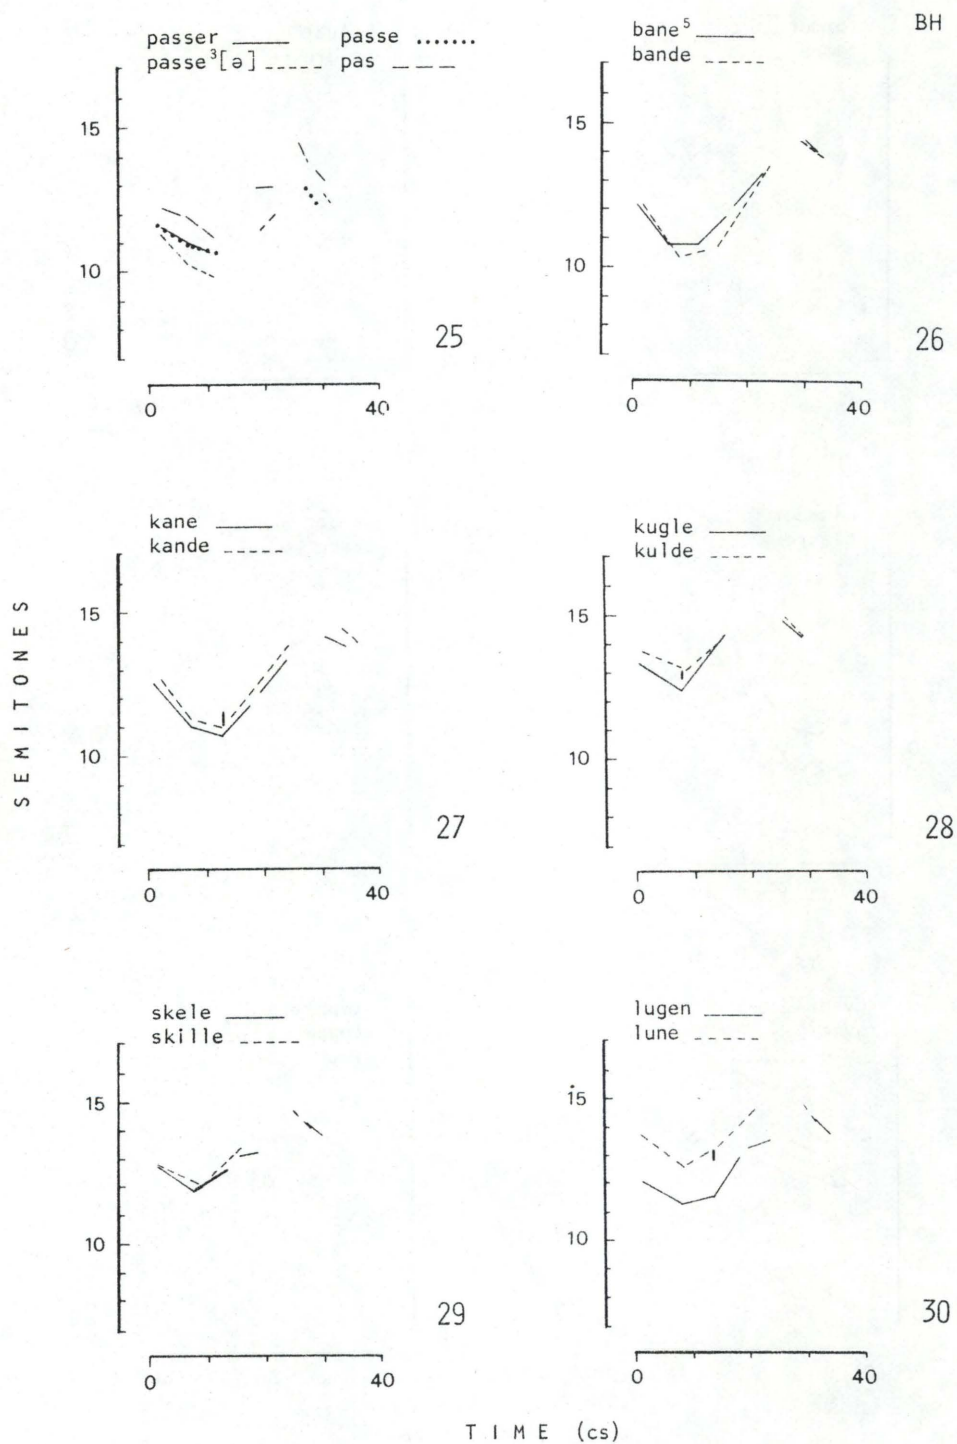 BH
passer passe
passe³[ə] pas
15
10
25
0 40
bane⁵
bande
15
10
26
0 40
kane
kande
15
10
27
0 40
kugle
kulde
15
10
28
0 40
skele
skille
15
10
29
0 40
lugen
lune
15
10
30
0 40
SEMITONES
TIME (cs)